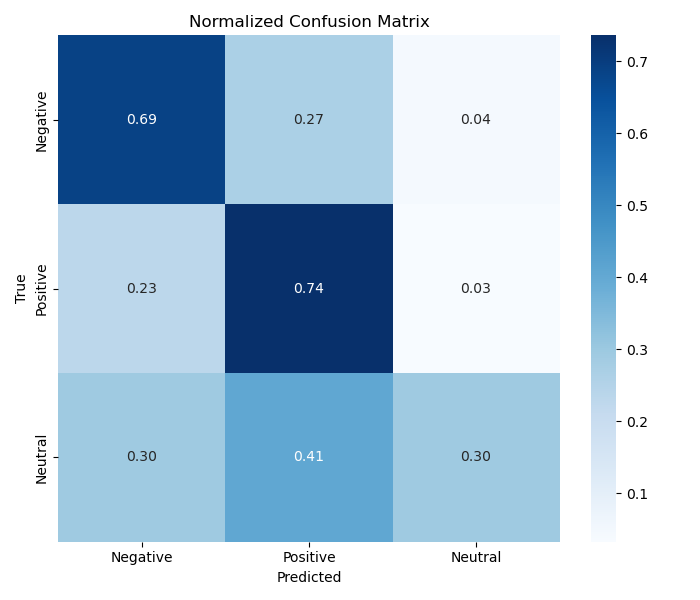 Normalized Confusion Matrix
True
Negative 0.69 0.27 0.04
Positive 0.23 0.74 0.03
Neutral 0.30 0.41 0.30
Negative Positive Neutral
Predicted
0.7
0.6
0.5
0.4
0.3
0.2
0.1